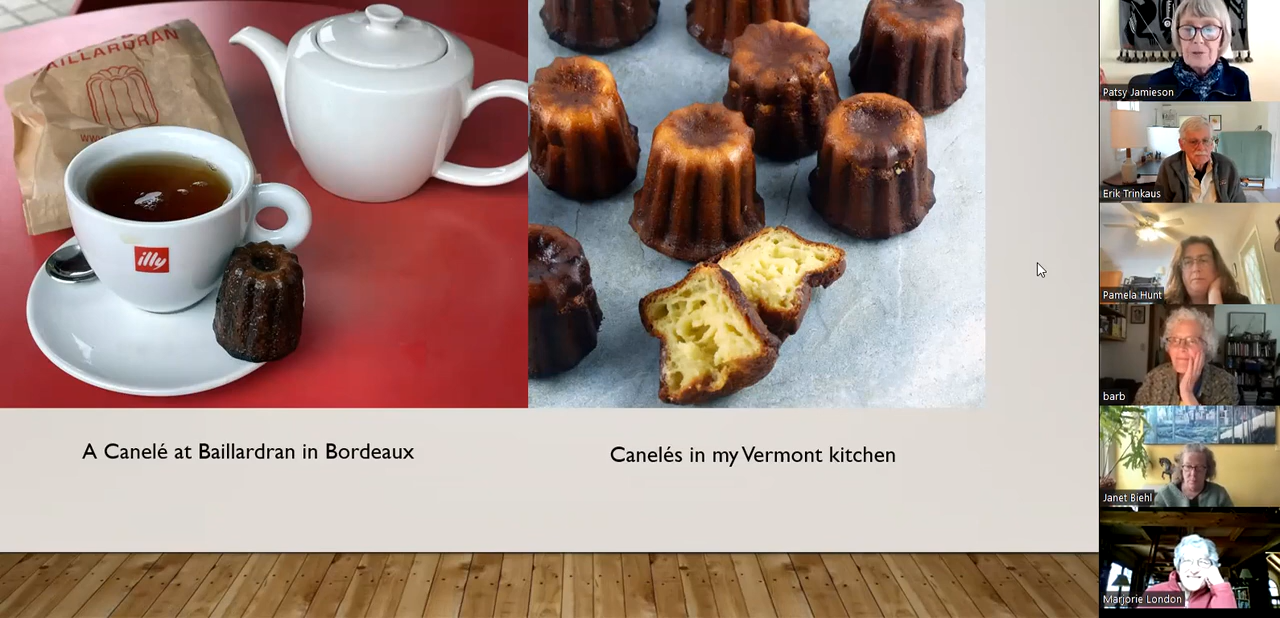 BAILLARDRAN
WWW
illy
A Canelé at Baillardran in Bordeaux
Canelés in my Vermont kitchen
Patsy Jamieson
Erik Trinkaus
Pamela Hunt
barb
Janet Biehl
Marjorie London